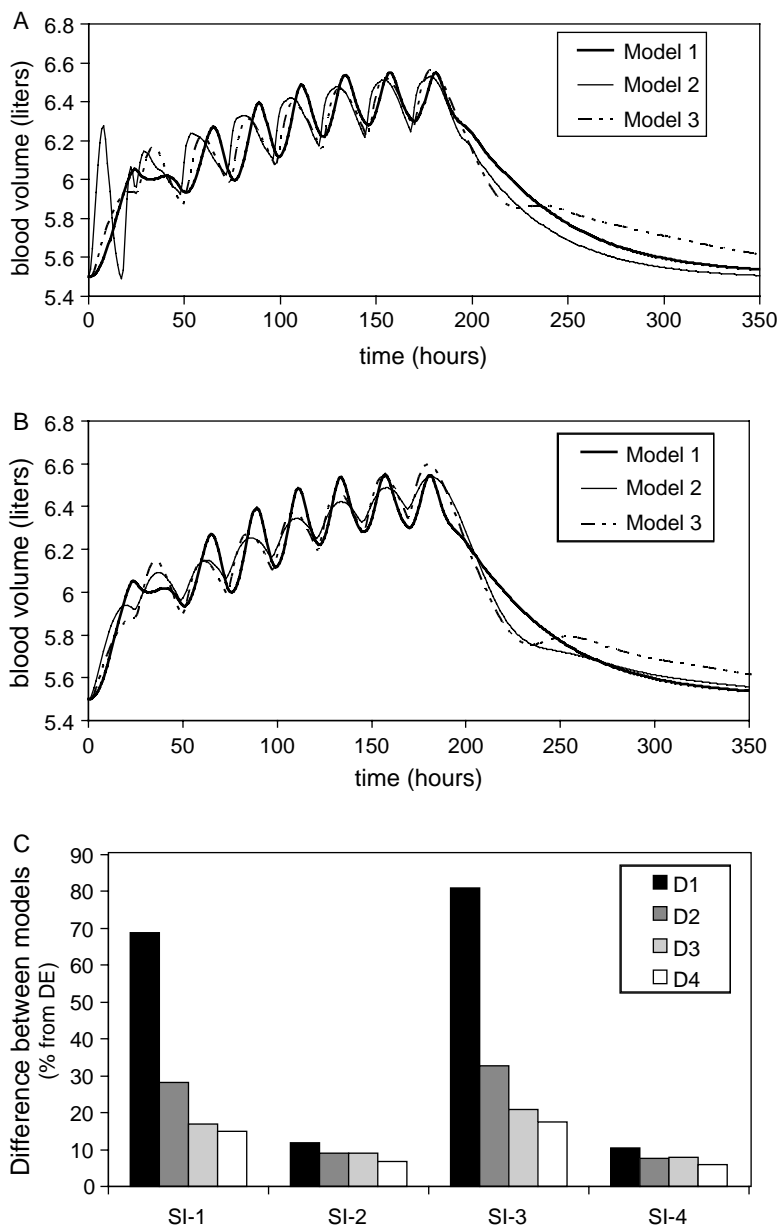 A
blood volume (liters)
6.8
6.6
6.4
6.2
6
5.8
5.6
5.4
0 50 100 150 200 250 300 350
time (hours)
Model 1
Model 2
Model 3
B
blood volume (liters)
6.8
6.6
6.4
6.2
6
5.8
5.6
5.4
0 50 100 150 200 250 300 350
time (hours)
Model 1
Model 2
Model 3
C
Difference between models
(% from DE)
90
80
70
60
50
40
30
20
10
0
SI-1 SI-2 SI-3 SI-4
D1
D2
D3
D4